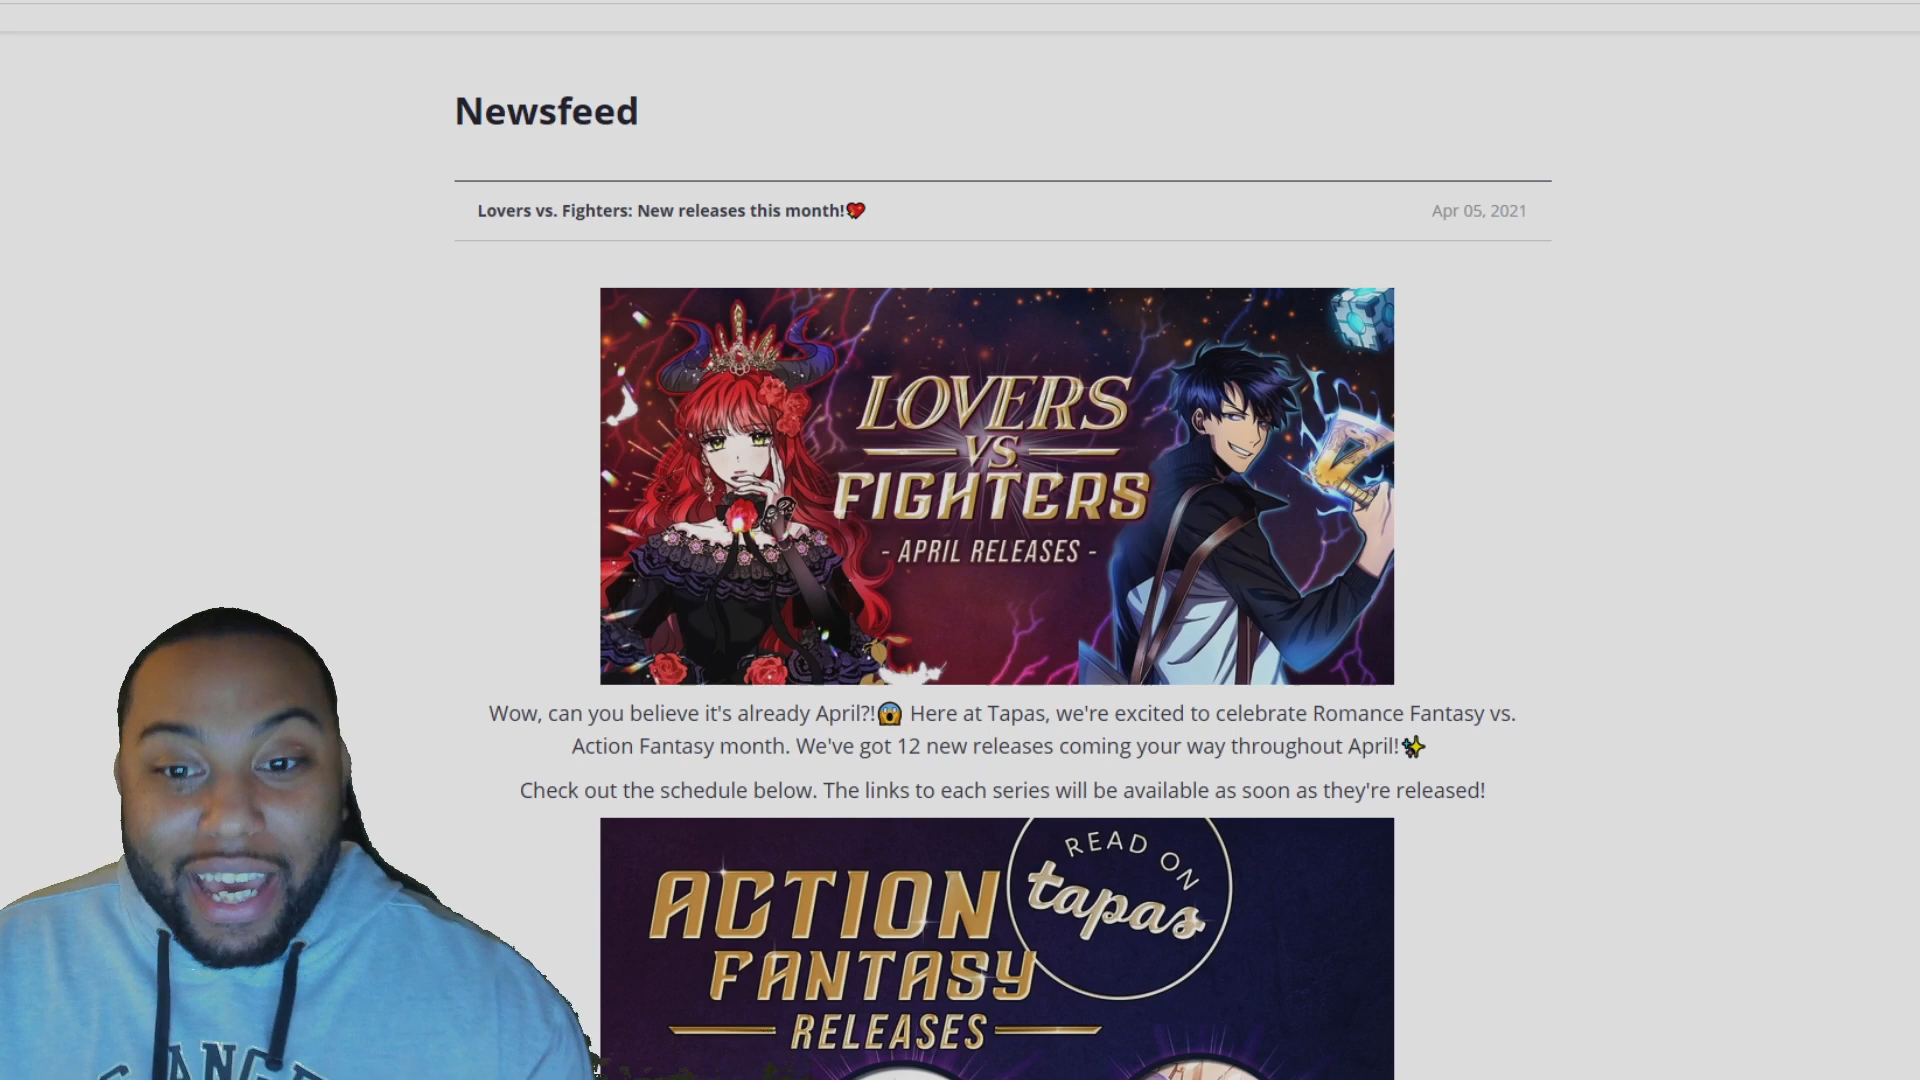 Newsfeed
Lovers vs. Fighters: New releases this month!💘
Apr 05, 2021
LOVERS
VS.
FIGHTERS
- APRIL RELEASES -
Wow, can you believe it's already April?!😱 Here at Tapas, we're excited to celebrate Romance Fantasy vs.
Action Fantasy month. We've got 12 new releases coming your way throughout April!✨
Check out the schedule below. The links to each series will be available as soon as they're released!
READ ON
tapas
ACTION
FANTASY
RELEASES